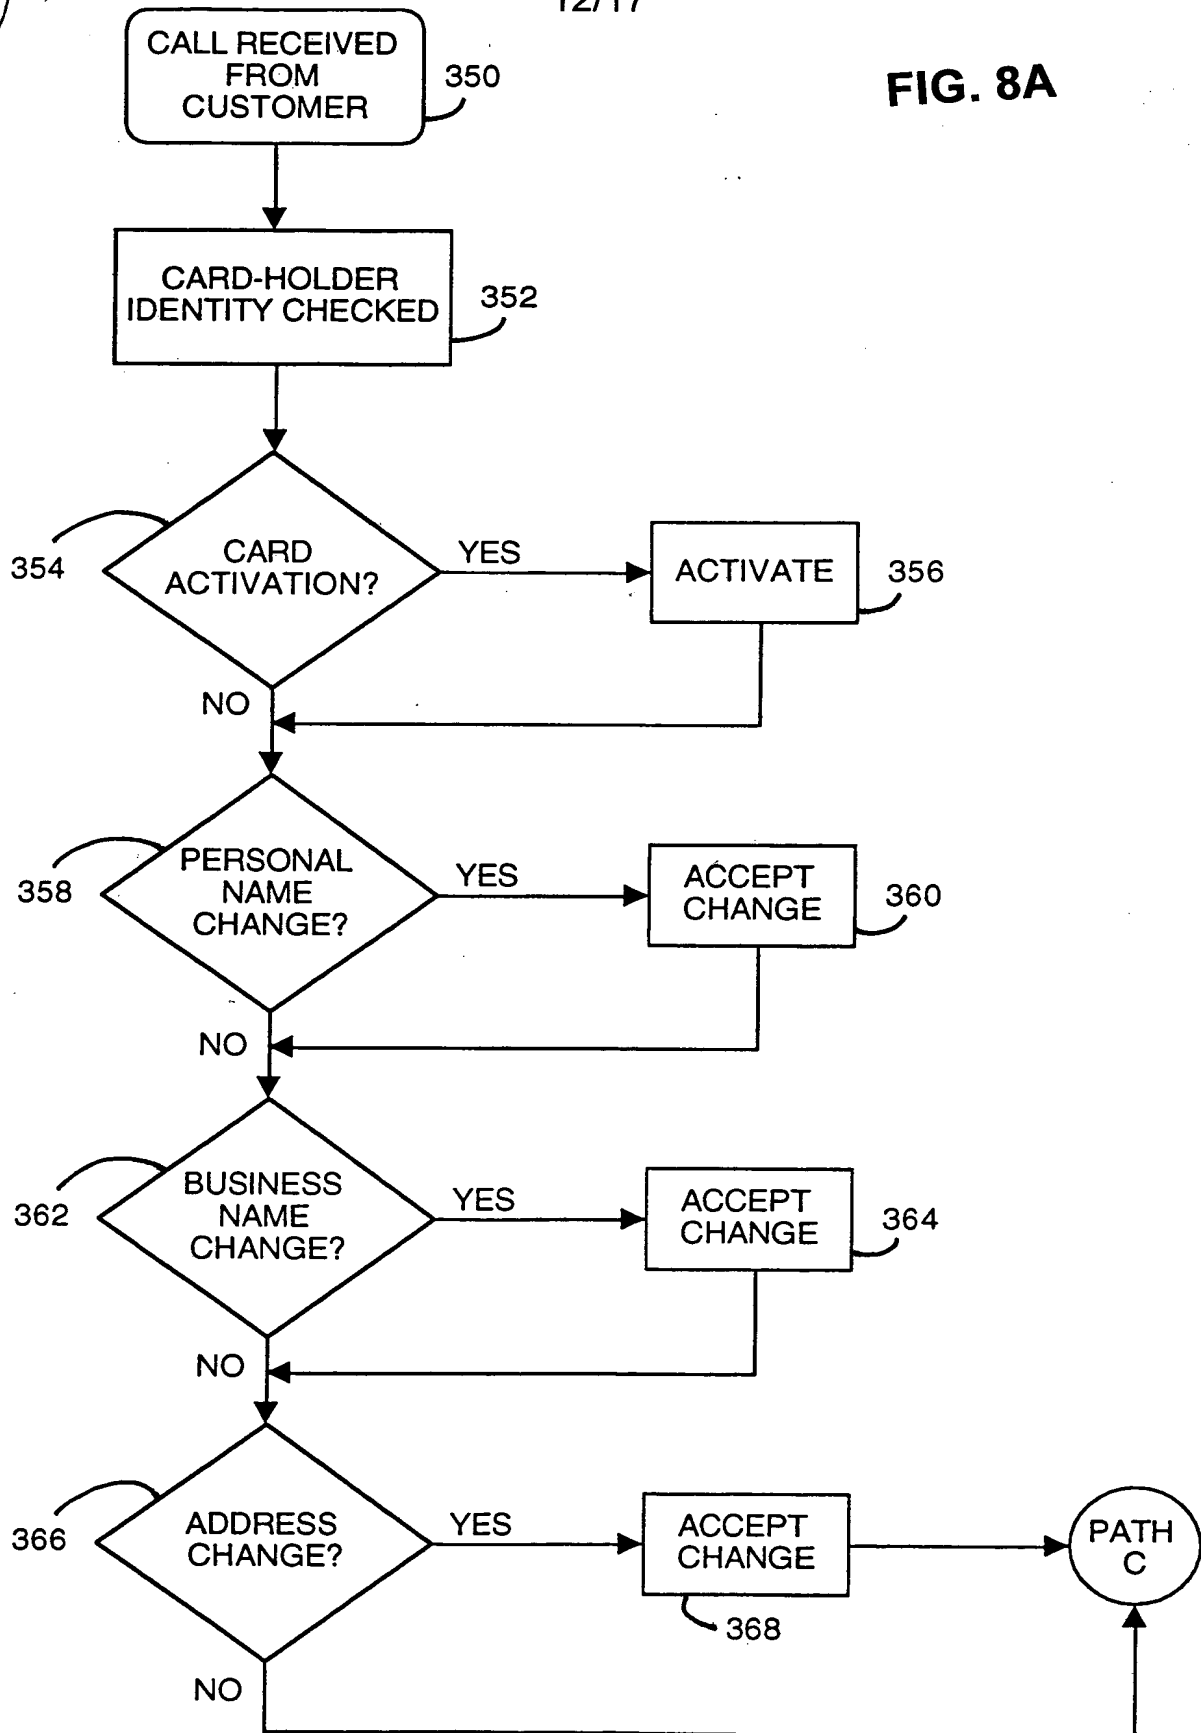 12/17
FIG. 8A
CALL RECEIVED
FROM
CUSTOMER
350
CARD-HOLDER
IDENTITY CHECKED
352
354
CARD
ACTIVATION?
YES
ACTIVATE
356
NO
358
PERSONAL
NAME
CHANGE?
YES
ACCEPT
CHANGE
360
NO
362
BUSINESS
NAME
CHANGE?
YES
ACCEPT
CHANGE
364
NO
366
ADDRESS
CHANGE?
YES
ACCEPT
CHANGE
368
PATH
C
NO